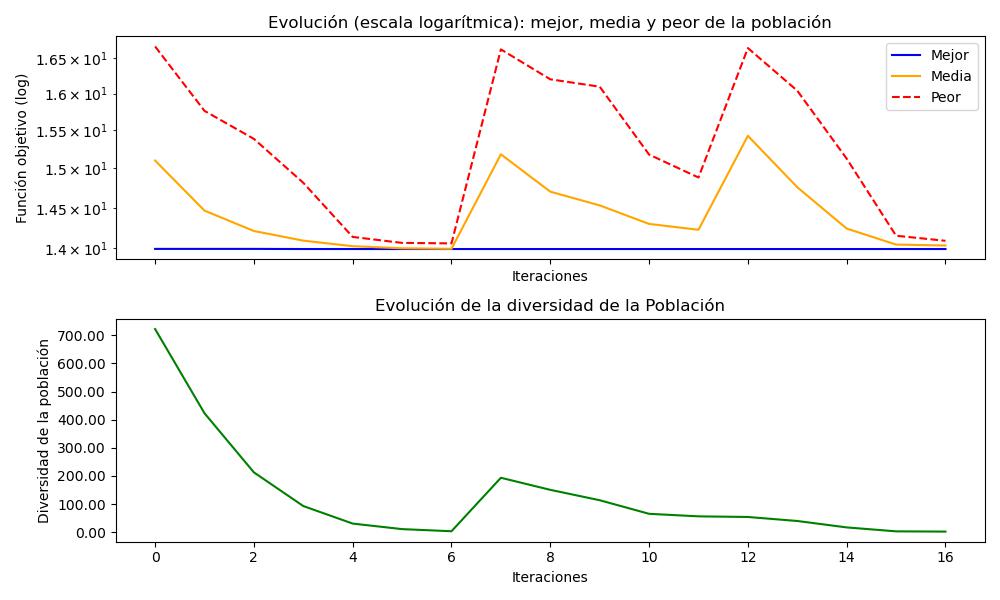 Evolución (escala logarítmica): mejor, media y peor de la población
Función objetivo (log)
1.65 × 10¹
1.6 × 10¹
1.55 × 10¹
1.5 × 10¹
1.45 × 10¹
1.4 × 10¹
Mejor
Media
Peor
Iteraciones
Evolución de la diversidad de la Población
Diversidad de la población
700.00
600.00
500.00
400.00
300.00
200.00
100.00
0.00
0 2 4 6 8 10 12 14 16
Iteraciones